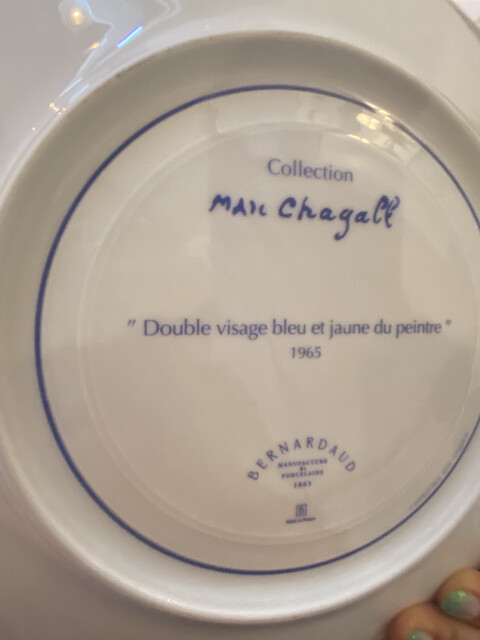 Collection
Marc Chagall
" Double visage bleu et jaune du peintre "
1965
BERNARDAUD
MANUFACTURE
de
PORCELAINE
1863